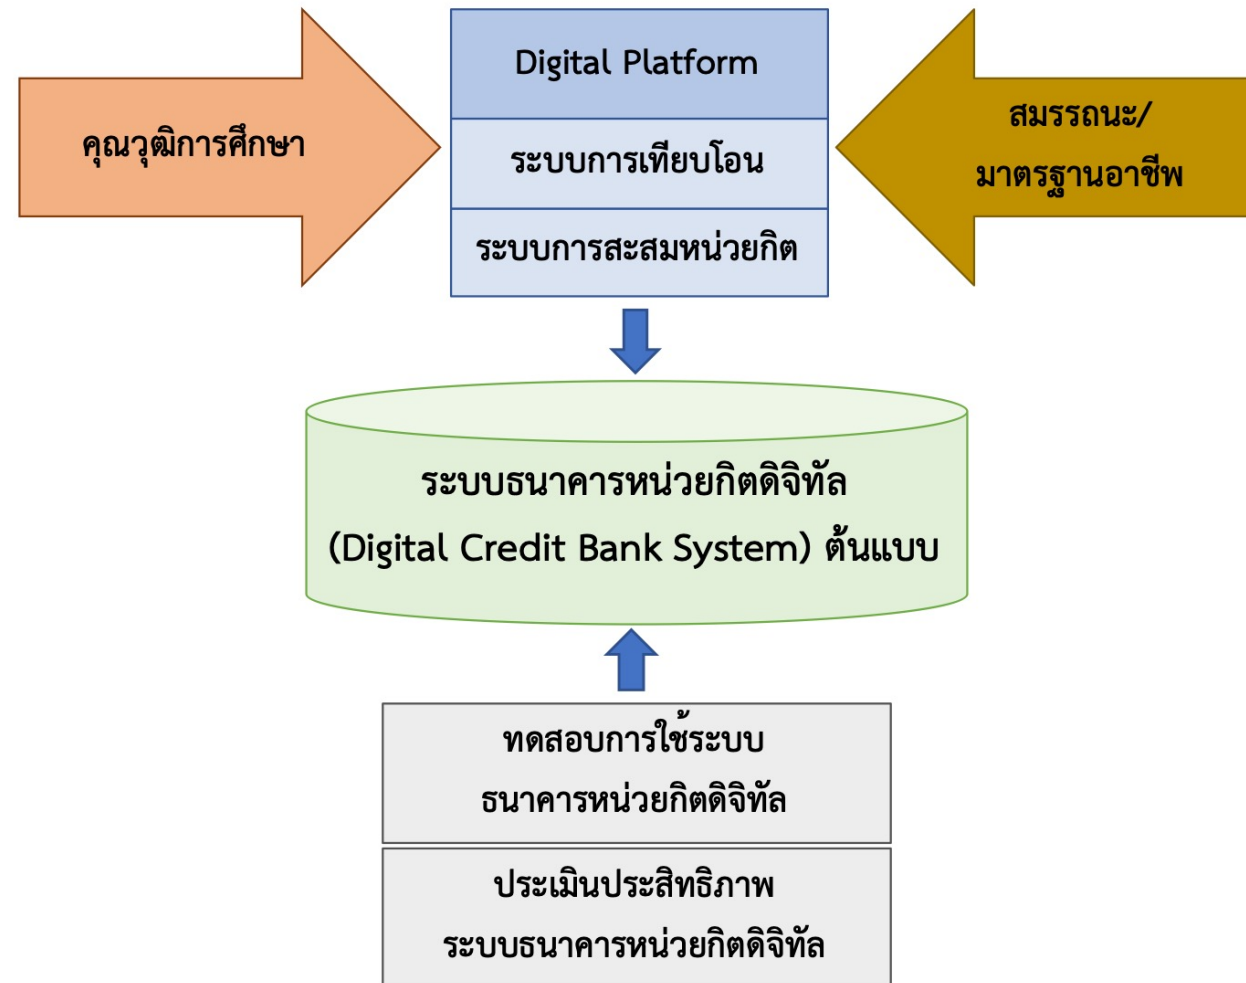 Digital Platform
คุณวุฒิการศึกษา
ระบบการเทียบโอน
สมรรถนะ/
มาตรฐานอาชีพ
ระบบการสะสมหน่วยกิต
ระบบธนาคารหน่วยกิตดิจิทัล
(Digital Credit Bank System) ต้นแบบ
ทดสอบการใช้ระบบ
ธนาคารหน่วยกิตดิจิทัล
ประเมินประสิทธิภาพ
ระบบธนาคารหน่วยกิตดิจิทัล